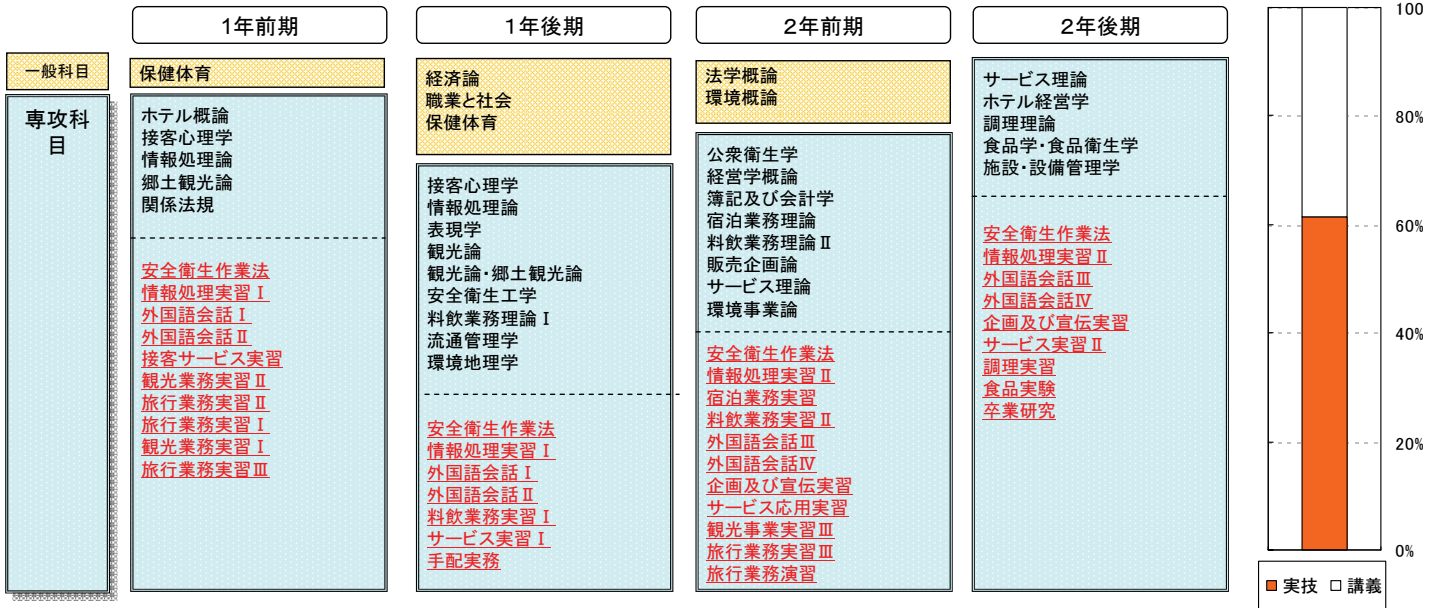 1年前期
1年後期
2年前期
2年後期
一般科目
保健体育
経済論
職業と社会
保健体育
法学概論
環境概論
専攻科
目
ホテル概論
接客心理学
情報処理論
郷土観光論
関係法規
安全衛生作業法
情報処理実習Ⅰ
外国語会話Ⅰ
外国語会話Ⅱ
接客サービス実習
観光業務実習Ⅱ
旅行業務実習Ⅱ
旅行業務実習Ⅰ
観光業務実習Ⅰ
旅行業務実習Ⅲ
接客心理学
情報処理論
表現学
観光論
観光論・郷土観光論
安全衛生工学
料飲業務理論Ⅰ
流通管理学
環境地理学
安全衛生作業法
情報処理実習Ⅰ
外国語会話Ⅰ
外国語会話Ⅱ
料飲業務実習Ⅰ
サービス実習Ⅰ
手配実務
公衆衛生学
経営学概論
簿記及び会計学
宿泊業務理論
料飲業務理論Ⅱ
販売企画論
サービス理論
環境事業論
安全衛生作業法
情報処理実習Ⅱ
宿泊業務実習
料飲業務実習Ⅱ
外国語会話Ⅲ
外国語会話Ⅳ
企画及び宣伝実習
サービス応用実習
観光事業実習Ⅲ
旅行業務実習Ⅲ
旅行業務演習
サービス理論
ホテル経営学
調理理論
食品学・食品衛生学
施設・設備管理学
安全衛生作業法
情報処理実習Ⅱ
外国語会話Ⅲ
外国語会話Ⅳ
企画及び宣伝実習
サービス実習Ⅱ
調理実習
食品実験
卒業研究
100
80%
60%
40%
20%
0%
実技 講義